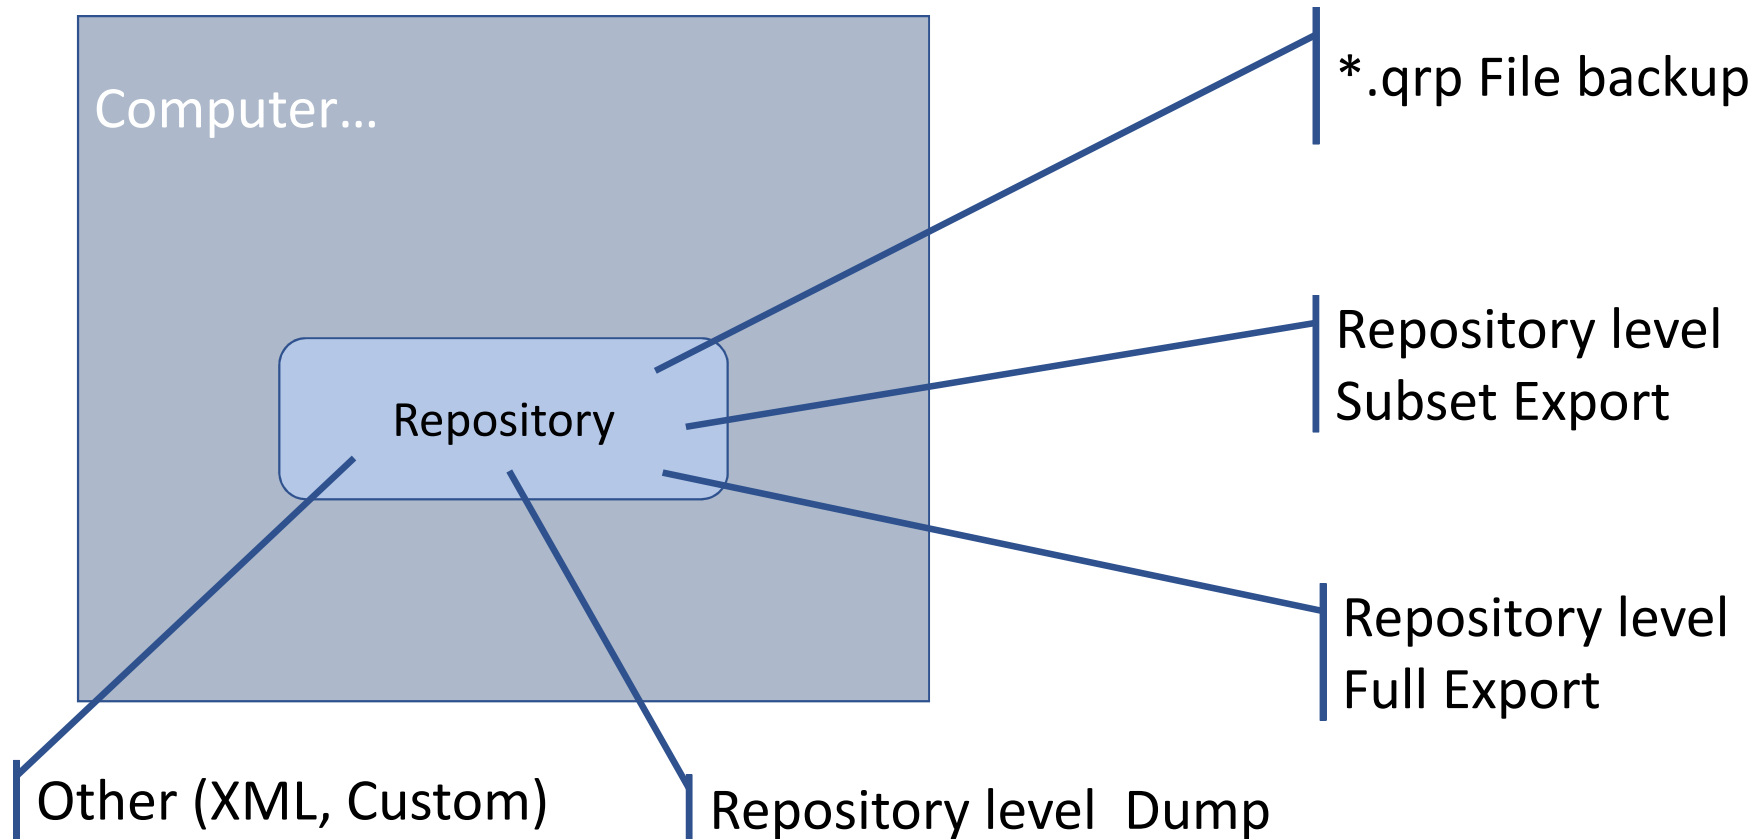 Computer…
*.qrp File backup
Repository level
Subset Export
Repository
Repository level
Full Export
Other (XML, Custom)
Repository level  Dump